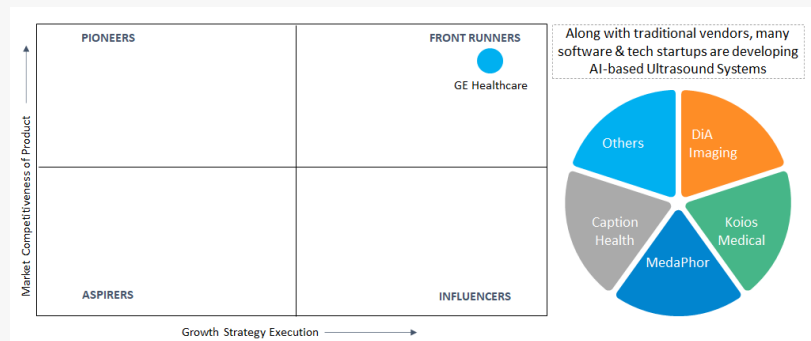 PIONEERS
FRONT RUNNERS
GE Healthcare
Market Competitiveness of Product
ASPIRERS
INFLUENCERS
Growth Strategy Execution
Along with traditional vendors, many
software & tech startups are developing
AI-based Ultrasound Systems
Others
DiA
Imaging
Caption
Health
Koios
Medical
MedaPhor